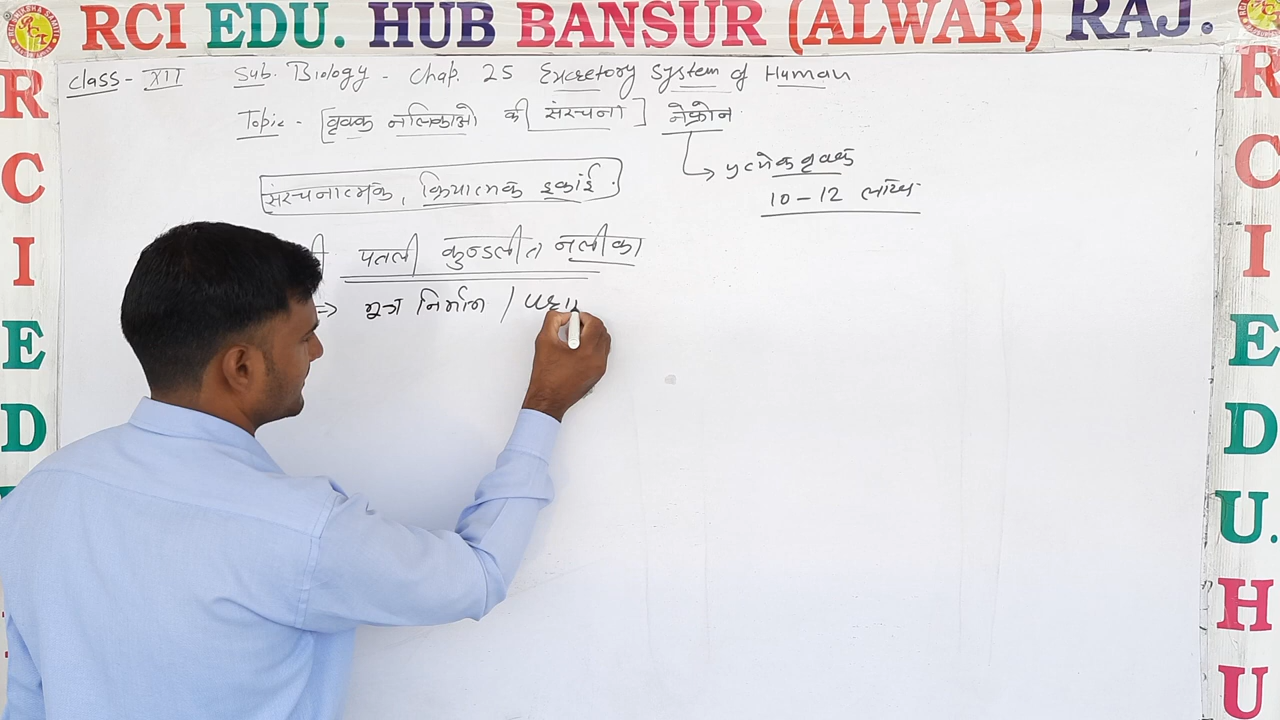 RCI EDU. HUB BANSUR (ALWAR) RAJ.
Class - XII Sub. Biology - Chap. 25 Excretory System of Human
Topic - [वृक्क नलिकाओ की संरचना] नेफ्रोन
प्रत्येक वृक्क
10-12 लाख
संरचनात्मक, क्रियात्मक इकाई.
पतली कुन्डलीत नलीका
=> मूत्र निर्माण /
R
C
I
E
D
R
C
I
E
D
U.
H
U